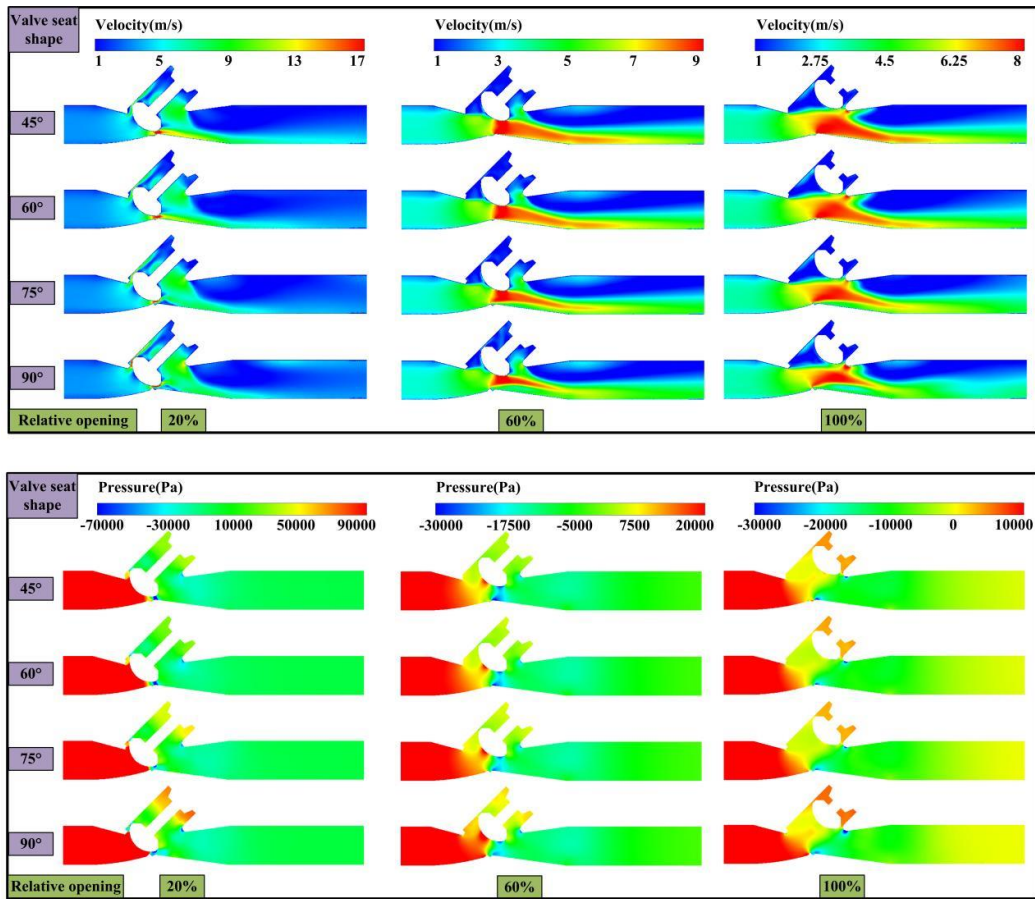 Valve seat
shape
Velocity(m/s)
1 5 9 13 17
Velocity(m/s)
1 3 5 7 9
Velocity(m/s)
1 2.75 4.5 6.25 8
45°
60°
75°
90°
Relative opening
20%
60%
100%
Valve seat
shape
Pressure(Pa)
-70000 -30000 10000 50000 90000
Pressure(Pa)
-30000 -17500 -5000 7500 20000
Pressure(Pa)
-30000 -20000 -10000 0 10000
45°
60°
75°
90°
Relative opening
20%
60%
100%